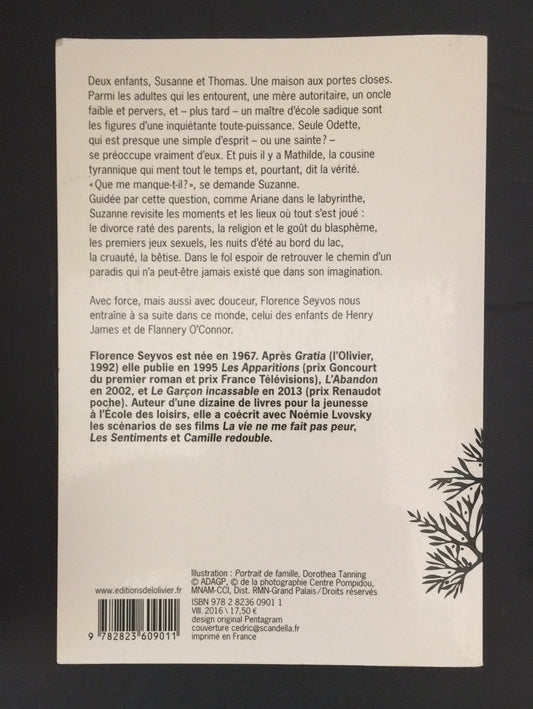 Deux enfants, Susanne et Thomas. Une maison aux portes closes.
Parmi les adultes qui les entourent, une mère autoritaire, un oncle
faible et pervers, et – plus tard – un maître d'école sadique sont
les figures d'une inquiétante toute-puissance. Seule Odette,
qui est presque une simple d'esprit – ou une sainte? –
se préoccupe vraiment d'eux. Et puis il y a Mathilde, la cousine
tyrannique qui ment tout le temps et, pourtant, dit la vérité.
«Que me manque-t-il?», se demande Suzanne.
Guidée par cette question, comme Ariane dans le labyrinthe,
Suzanne revisite les moments et les lieux où tout s'est joué :
le divorce raté des parents, la religion et le goût du blasphème,
les premiers jeux sexuels, les nuits d'été au bord du lac,
la cruauté, la bêtise. Dans le fol espoir de retrouver le chemin d'un
paradis qui n'a peut-être jamais existé que dans son imagination.
Avec force, mais aussi avec douceur, Florence Seyvos nous
entraîne à sa suite dans ce monde, celui des enfants de Henry
James et de Flannery O'Connor.
Florence Seyvos est née en 1967. Après Gratia (l'Olivier,
1992) elle publie en 1995 Les Apparitions (prix Goncourt
du premier roman et prix France Télévisions), L'Abandon
en 2002, et Le Garçon incassable en 2013 (prix Renaudot
poche). Auteur d'une dizaine de livres pour la jeunesse
à l'École des loisirs, elle a coécrit avec Noémie Lvovsky
les scénarios de ses films La vie ne me fait pas peur,
Les Sentiments et Camille redouble.
www.editionsdelolivier.fr
9 782823 609011
Illustration : Portrait de famille, Dorothea Tanning
© ADAGP, © de la photographie Centre Pompidou,
MNAM-CCI, Dist. RMN-Grand Palais / Droits réservés
ISBN 978 2 8236 0901 1
VIII. 2016 \ 17,50 €
design original Pentagram
couverture cedric@scandella.fr
imprimé en France